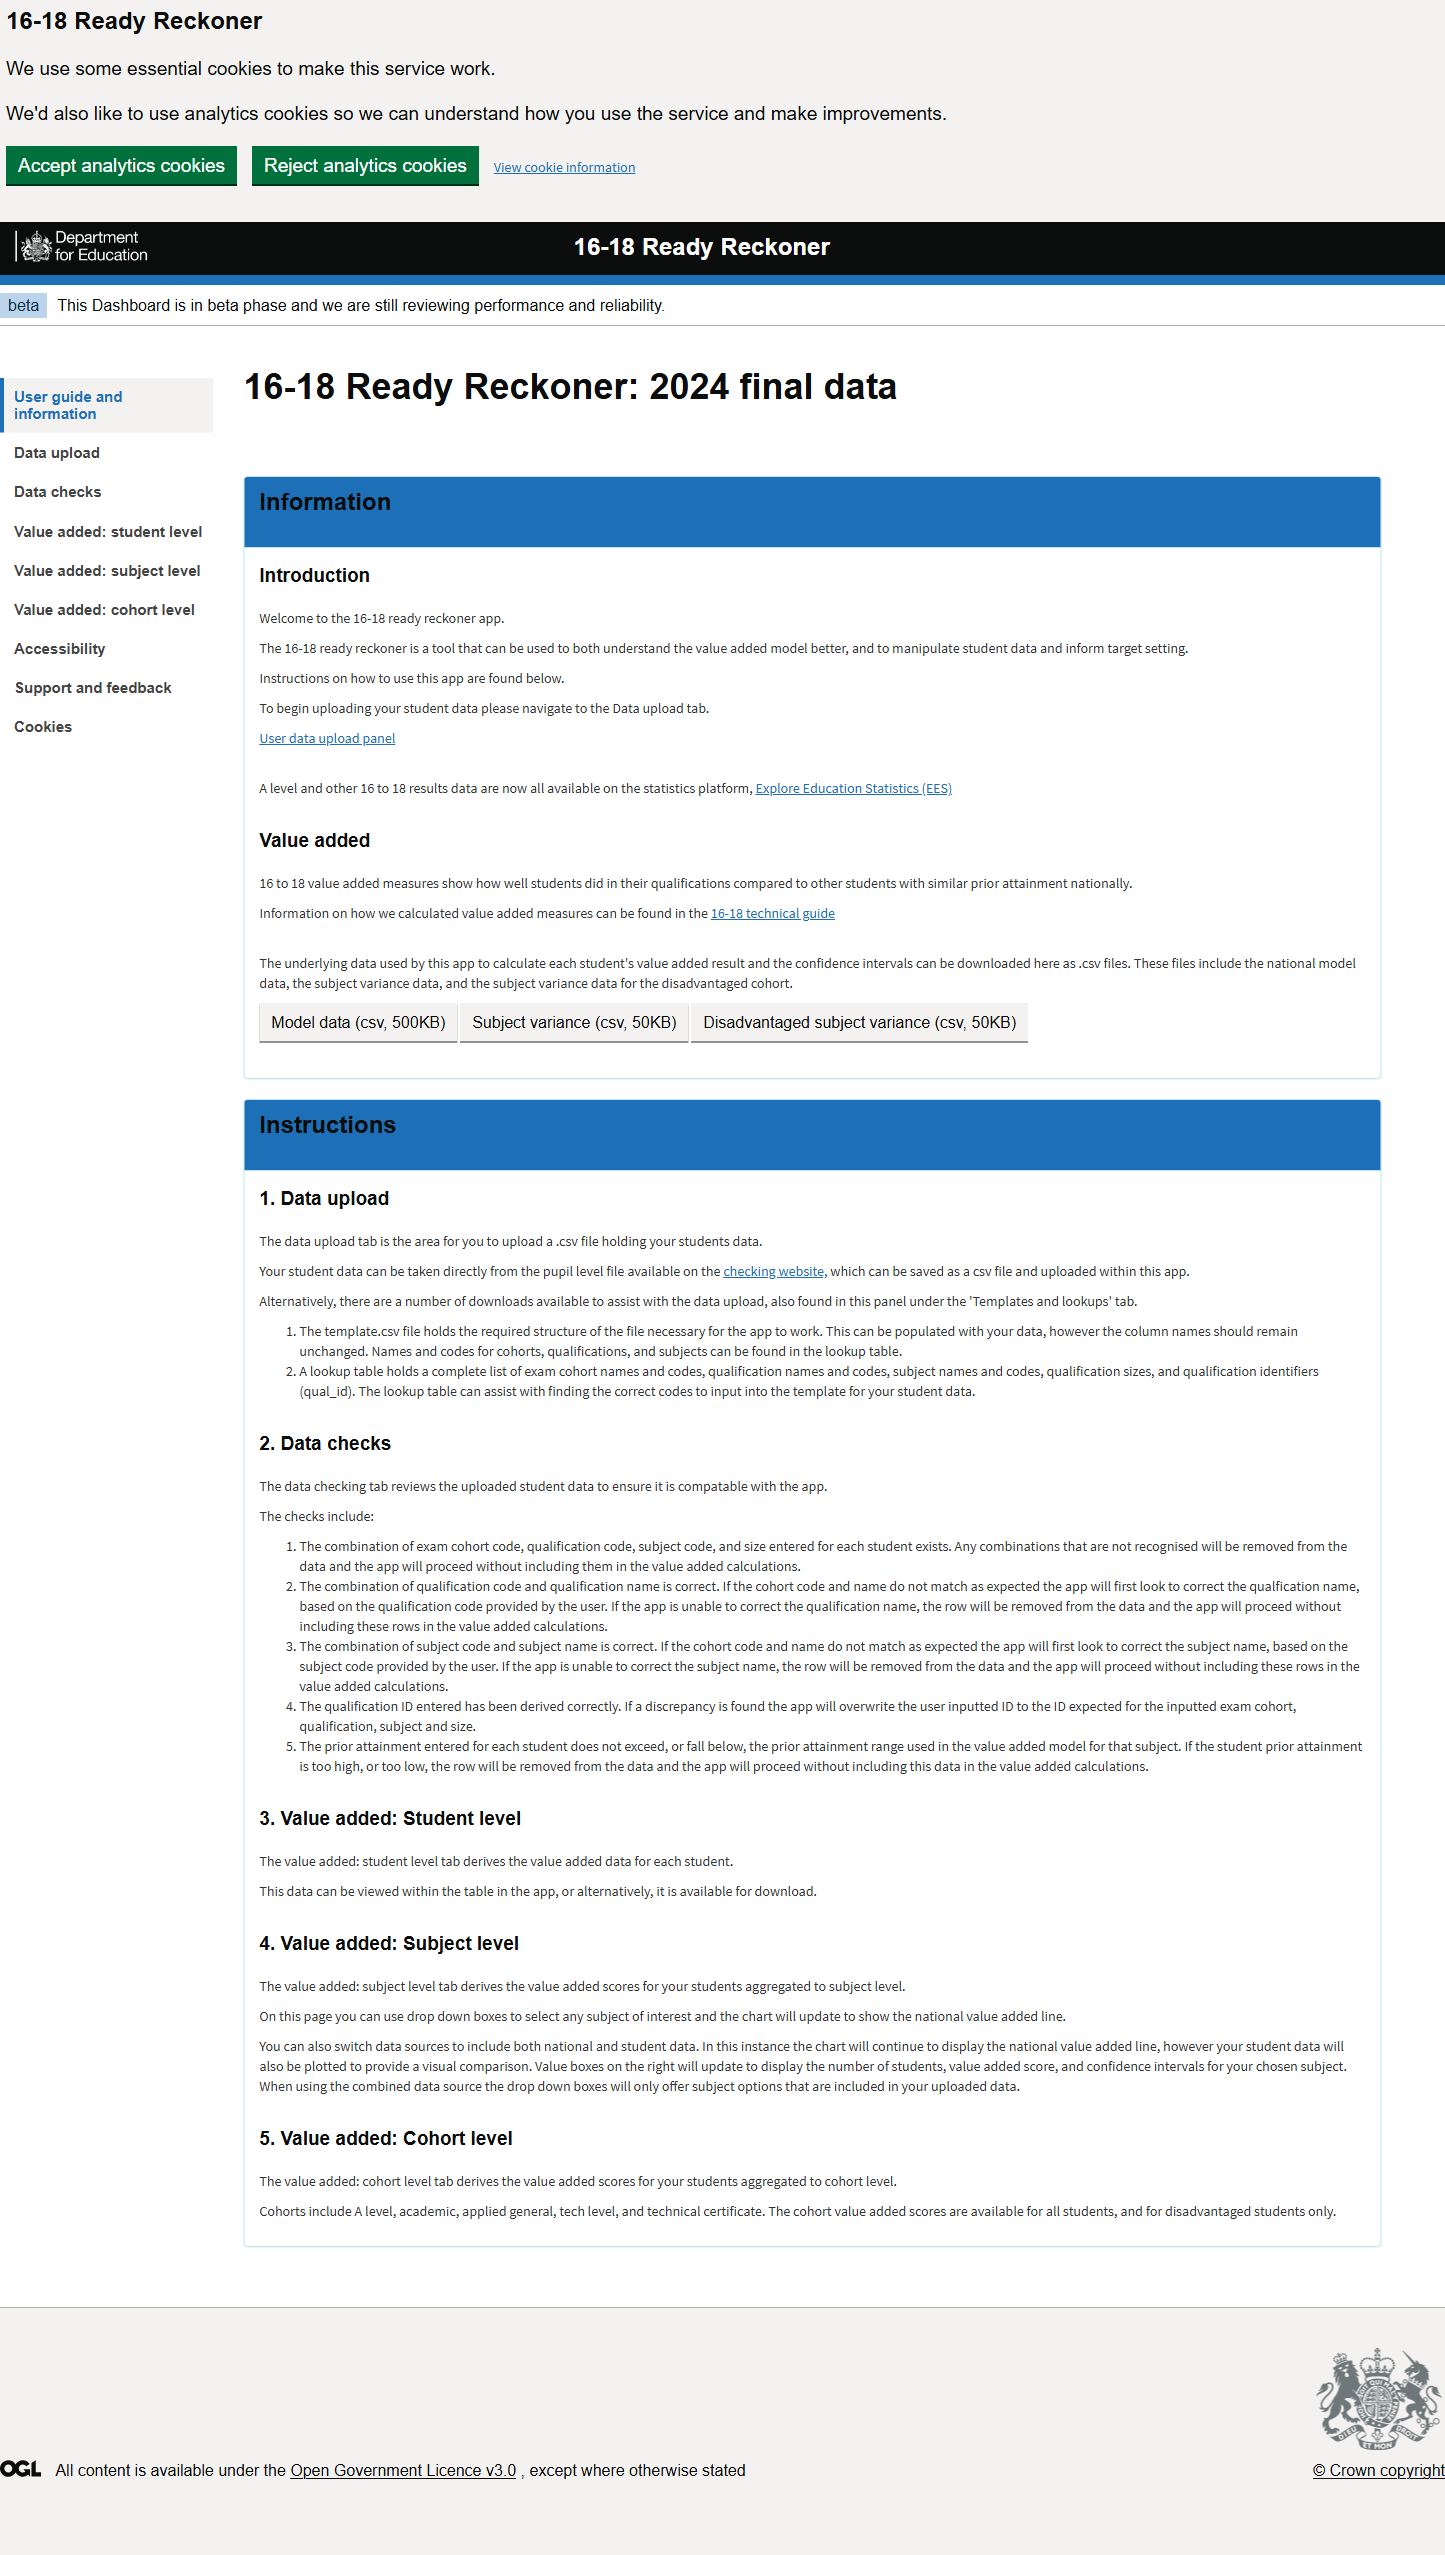 16-18 Ready Reckoner
We use some essential cookies to make this service work.
We'd also like to use analytics cookies so we can understand how you use the service and make improvements.
Accept analytics cookies
Reject analytics cookies
View cookie information
Department
for Education
16-18 Ready Reckoner
beta
This Dashboard is in beta phase and we are still reviewing performance and reliability.
User guide and
information
Data upload
Data checks
Value added: student level
Value added: subject level
Value added: cohort level
Accessibility
Support and feedback
Cookies
16-18 Ready Reckoner: 2024 final data
Information
Introduction
Welcome to the 16-18 ready reckoner app.
The 16-18 ready reckoner is a tool that can be used to both understand the value added model better, and to manipulate student data and inform target setting.
Instructions on how to use this app are found below.
To begin uploading your student data please navigate to the Data upload tab.
User data upload panel
A level and other 16 to 18 results data are now all available on the statistics platform, Explore Education Statistics (EES)
Value added
16 to 18 value added measures show how well students did in their qualifications compared to other students with similar prior attainment nationally.
Information on how we calculated value added measures can be found in the 16-18 technical guide
The underlying data used by this app to calculate each student's value added result and the confidence intervals can be downloaded here as .csv files. These files include the national model
data, the subject variance data, and the subject variance data for the disadvantaged cohort.
Model data (csv, 500KB)
Subject variance (csv, 50KB)
Disadvantaged subject variance (csv, 50KB)
Instructions
1. Data upload
The data upload tab is the area for you to upload a .csv file holding your students data.
Your student data can be taken directly from the pupil level file available on the checking website, which can be saved as a csv file and uploaded within this app.
Alternatively, there are a number of downloads available to assist with the data upload, also found in this panel under the 'Templates and lookups' tab.
1. The template.csv file holds the required structure of the file necessary for the app to work. This can be populated with your data, however the column names should remain
unchanged. Names and codes for cohorts, qualifications, and subjects can be found in the lookup table.
2. A lookup table holds a complete list of exam cohort names and codes, qualification names and codes, subject names and codes, qualification sizes, and qualification identifiers
(qual_id). The lookup table can assist with finding the correct codes to input into the template for your student data.
2. Data checks
The data checking tab reviews the uploaded student data to ensure it is compatable with the app.
The checks include:
1. The combination of exam cohort code, qualification code, subject code, and size entered for each student exists. Any combinations that are not recognised will be removed from the
data and the app will proceed without including them in the value added calculations.
2. The combination of qualification code and qualification name is correct. If the cohort code and name do not match as expected the app will first look to correct the qualfication name,
based on the qualification code provided by the user. If the app is unable to correct the qualification name, the row will be removed from the data and the app will proceed without
including these rows in the value added calculations.
3. The combination of subject code and subject name is correct. If the cohort code and name do not match as expected the app will first look to correct the subject name, based on the
subject code provided by the user. If the app is unable to correct the subject name, the row will be removed from the data and the app will proceed without including these rows in the
value added calculations.
4. The qualification ID entered has been derived correctly. If a discrepancy is found the app will overwrite the user inputted ID to the ID expected for the inputted exam cohort,
qualification, subject and size.
5. The prior attainment entered for each student does not exceed, or fall below, the prior attainment range used in the value added model for that subject. If the student prior attainment
is too high, or too low, the row will be removed from the data and the app will proceed without including this data in the value added calculations.
3. Value added: Student level
The value added: student level tab derives the value added data for each student.
This data can be viewed within the table in the app, or alternatively, it is available for download.
4. Value added: Subject level
The value added: subject level tab derives the value added scores for your students aggregated to subject level.
On this page you can use drop down boxes to select any subject of interest and the chart will update to show the national value added line.
You can also switch data sources to include both national and student data. In this instance the chart will continue to display the national value added line, however your student data will
also be plotted to provide a visual comparison. Value boxes on the right will update to display the number of students, value added score, and confidence intervals for your chosen subject.
When using the combined data source the drop down boxes will only offer subject options that are included in your uploaded data.
5. Value added: Cohort level
The value added: cohort level tab derives the value added scores for your students aggregated to cohort level.
Cohorts include A level, academic, applied general, tech level, and technical certificate. The cohort value added scores are available for all students, and for disadvantaged students only.
OGL All content is available under the Open Government Licence v3.0 , except where otherwise stated
© Crown copyright